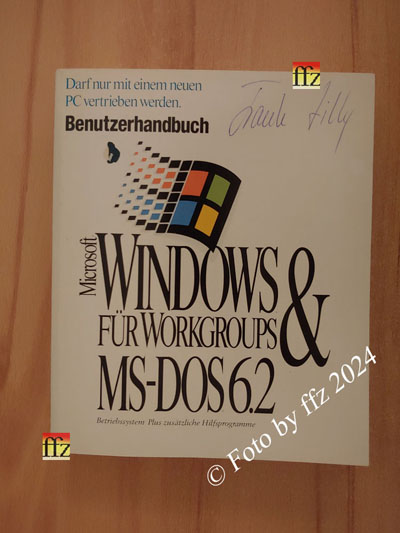 ffz
Darf nur mit einem neuen
PC vertrieben werden.
Benutzerhandbuch
Microsoft
WINDOWS
FÜR WORKGROUPS
&
MS-DOS 6.2
Betriebssystem Plus zusätzliche Hilfsprogramme
ffz
© Foto by ffz 2024